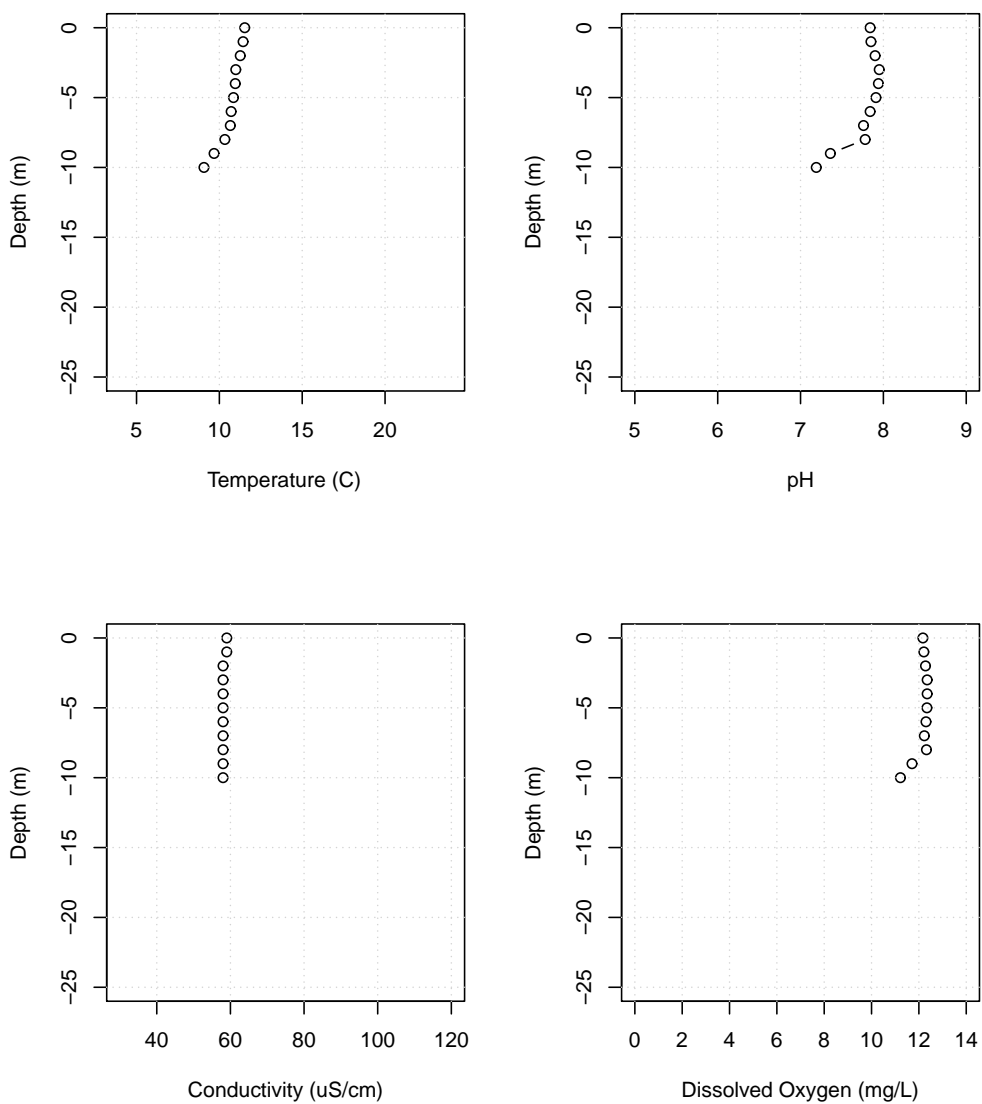 0
−5
−10
−15
−20
−25
Depth (m)
5 10 15 20
Temperature (C)
0
−5
−10
−15
−20
−25
Depth (m)
5 6 7 8 9
pH
0
−5
−10
−15
−20
−25
Depth (m)
40 60 80 100 120
Conductivity (uS/cm)
0
−5
−10
−15
−20
−25
Depth (m)
0 2 4 6 8 10 12 14
Dissolved Oxygen (mg/L)